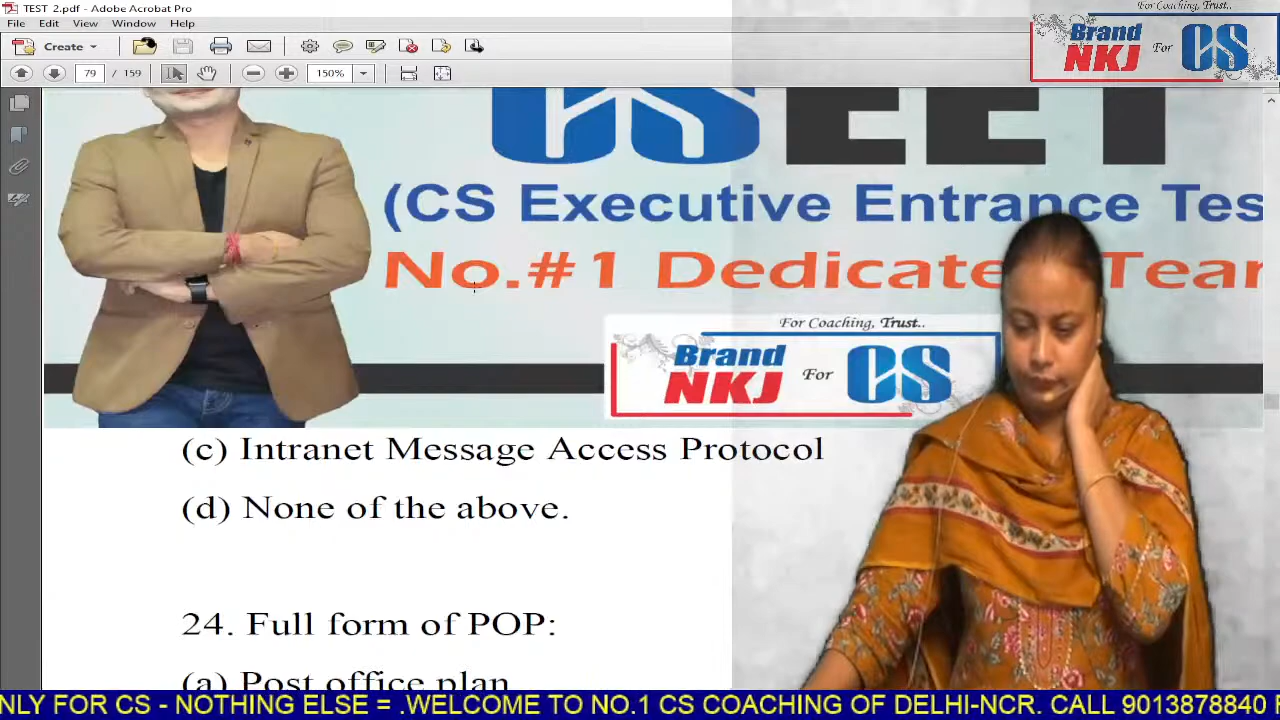 TEST 2.pdf - Adobe Acrobat Pro
File Edit View Window Help
Create
79 / 159 150%
For Coaching, Trust..
Brand
NKJ For CS
CSEET
(CS Executive Entrance Tes
No.#1 Dedicate Tear
For Coaching, Trust..
Brand
NKJ For CS
(c) Intranet Message Access Protocol
(d) None of the above.
24. Full form of POP:
(a) Post office plan
NLY FOR CS - NOTHING ELSE = .WELCOME TO NO.1 CS COACHING OF DELHI-NCR. CALL 9013878840